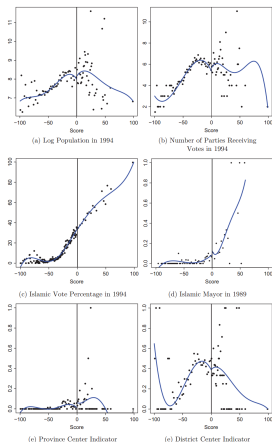 11
10
9
8
7
−100 −50 0 50 100
Score
(a) Log Population in 1994
10
8
6
4
2
−100 −50 0 50 100
Score
(b) Number of Parties Receiving
Votes in 1994
100
80
60
40
20
0
−100 −50 0 50 100
Score
(c) Islamic Vote Percentage in 1994
1.0
0.8
0.6
0.4
0.2
0.0
−100 −50 0 50 100
Score
(d) Islamic Mayor in 1989
1.0
0.8
0.6
0.4
0.2
0.0
−100 −50 0 50 100
Score
(e) Province Center Indicator
1.0
0.8
0.6
0.4
0.2
0.0
−100 −50 0 50 100
Score
(e) District Center Indicator